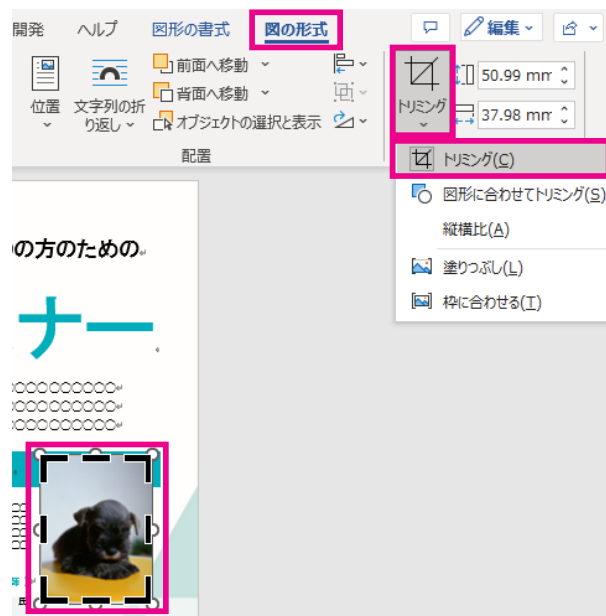 開発 ヘルプ 図形の書式 図の形式 編集
位置
文字列の折り返し
前面へ移動
背面へ移動
オブジェクトの選択と表示
配置
トリミング
50.99 mm
37.98 mm
トリミング(C)
図形に合わせてトリミング(S)
縦横比(A)
塗りつぶし(L)
枠に合わせる(T)
の方のための
ナー
○○○○○○○○○○○
○○○○○○○○○○○
○○○○○○○○○○○